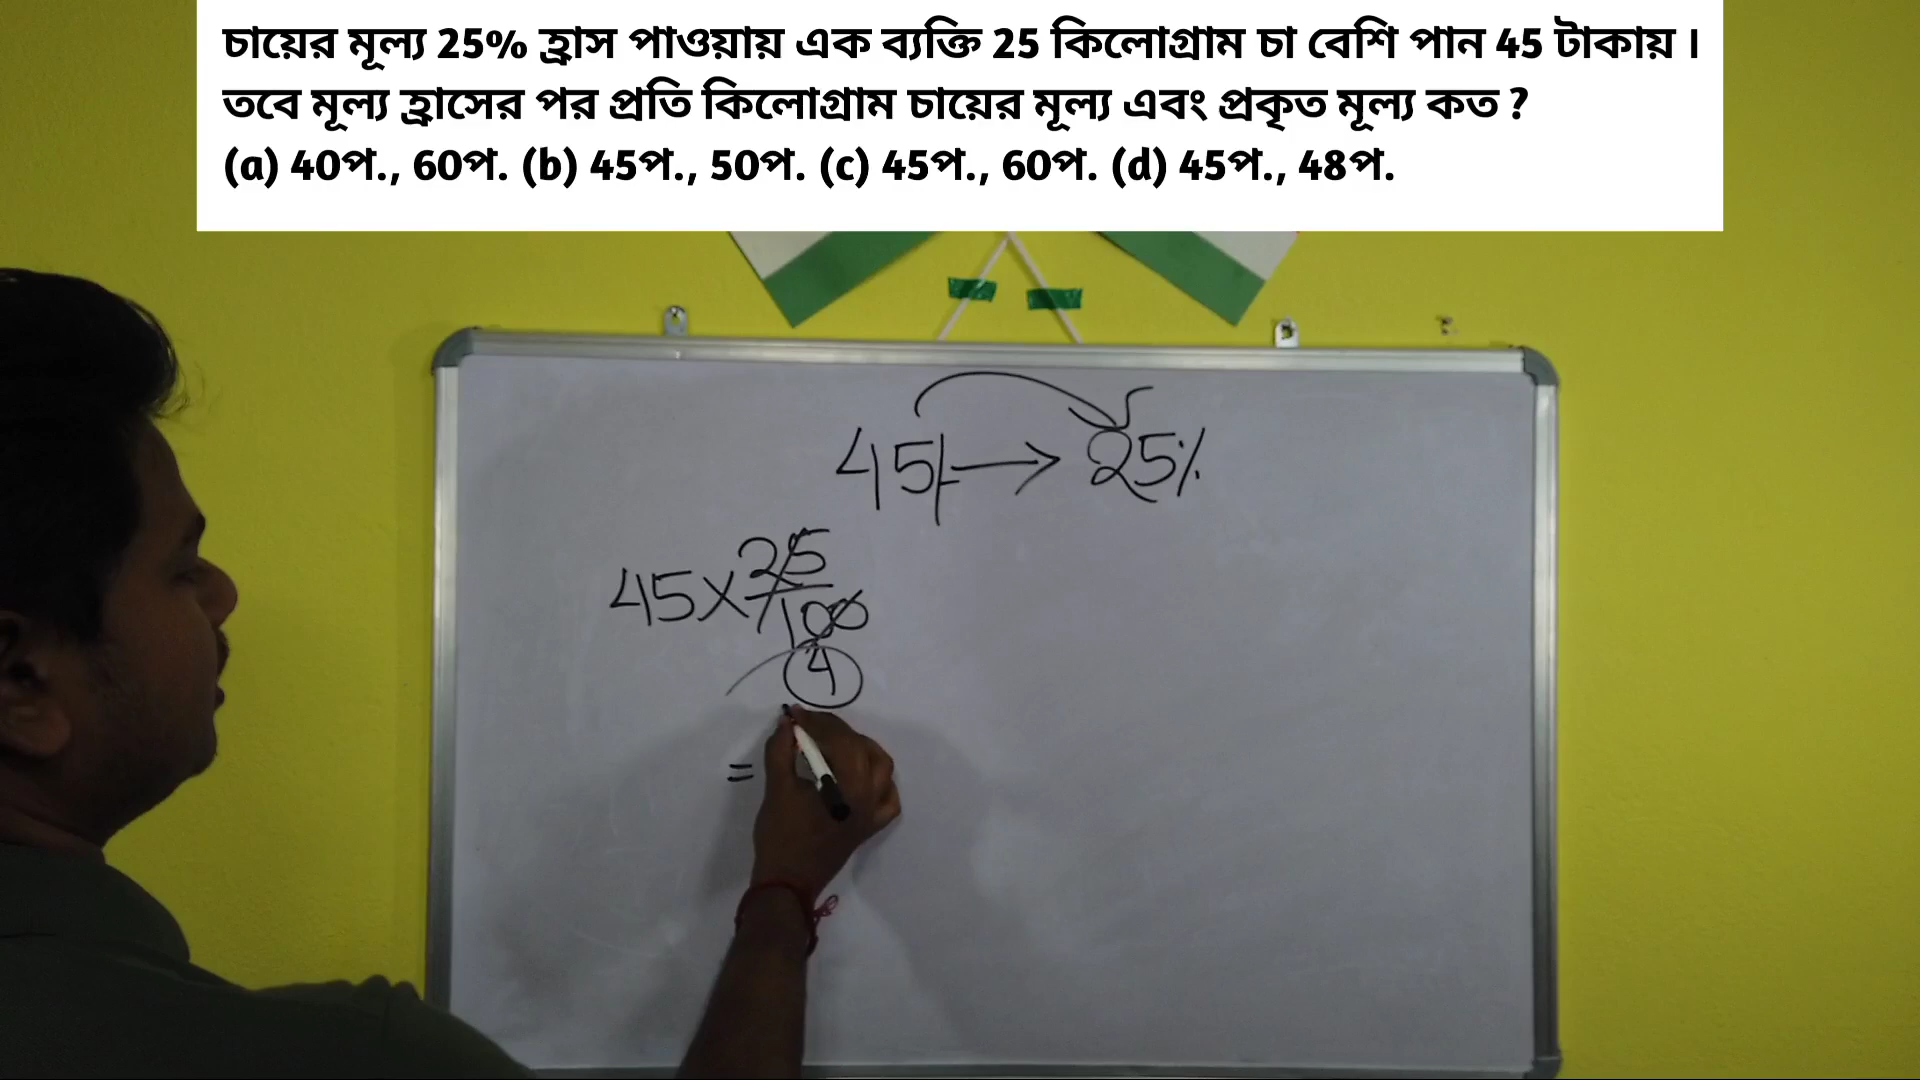 চায়ের মূল্য 25% হ্রাস পাওয়ায় এক ব্যক্তি 25 কিলোগ্রাম চা বেশি পান 45 টাকায় ।
তবে মূল্য হ্রাসের পর প্রতি কিলোগ্রাম চায়ের মূল্য এবং প্রকৃত মূল্য কত ?
(a) 40প., 60প. (b) 45প., 50প. (c) 45প., 60প. (d) 45প., 48প.
45/- → 25%
45 × 25/100
4
=